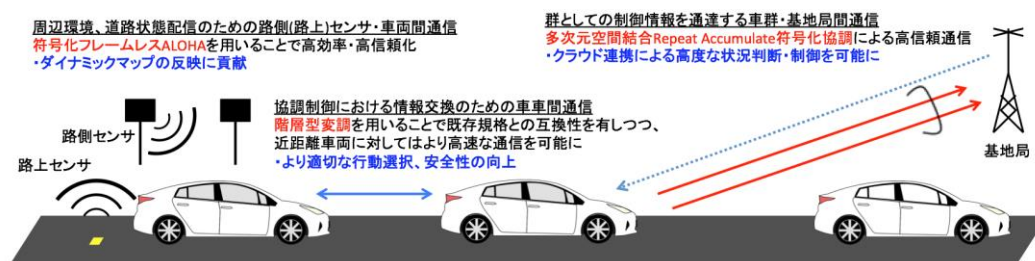 周辺環境、道路状態配信のための路側(路上)センサ・車両間通信
符号化フレームレスALOHAを用いることで高効率・高信頼化
・ダイナミックマップの反映に貢献
群としての制御情報を通達する車群・基地局間通信
多次元空間結合Repeat Accumulate符号化協調による高信頼通信
・クラウド連携による高度な状況判断・制御を可能に
協調制御における情報交換のための車車間通信
階層型変調を用いることで既存規格との互換性を有しつつ、
近距離車両に対してはより高速な通信を可能に
・より適切な行動選択、安全性の向上
路側センサ
路上センサ
基地局